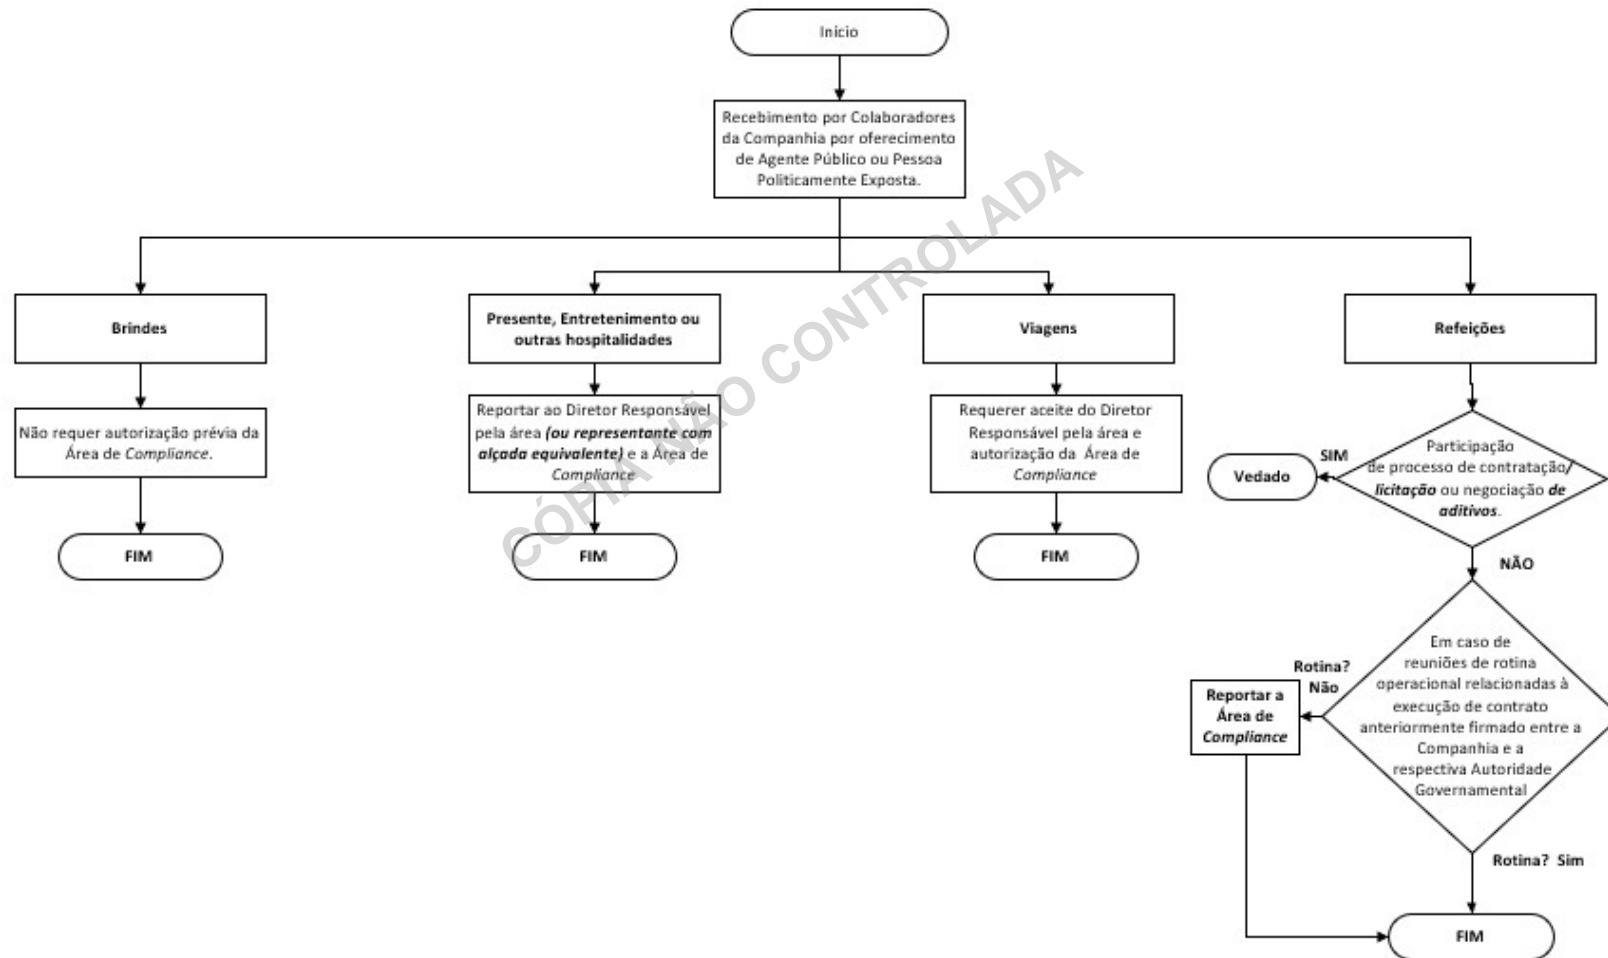 Inicio
Recebimento por Colaboradores
da Companhia por oferecimento
de Agente Público ou Pessoa
Politicamente Exposta.
Brindes
Não requer autorização prévia da
Área de Compliance.
FIM
Presente, Entretenimento ou
outras hospitalidades
Reportar ao Diretor Responsável
pela área (ou representante com
alçada equivalente) e a Área de
Compliance
FIM
Viagens
Requerer aceite do Diretor
Responsável pela área e
autorização da Área de
Compliance
FIM
Refeições
Participação
de processo de contratação/
licitação ou negociação de
aditivos.
SIM
Vedado
NÃO
Em caso de
reuniões de rotina
operacional relacionadas à
execução de contrato
anteriormente firmado entre a
Companhia e a
respectiva Autoridade
Governamental
Rotina?
Não
Reportar a
Área de
Compliance
Rotina? Sim
FIM
CÓPIA NÃO CONTROLADA